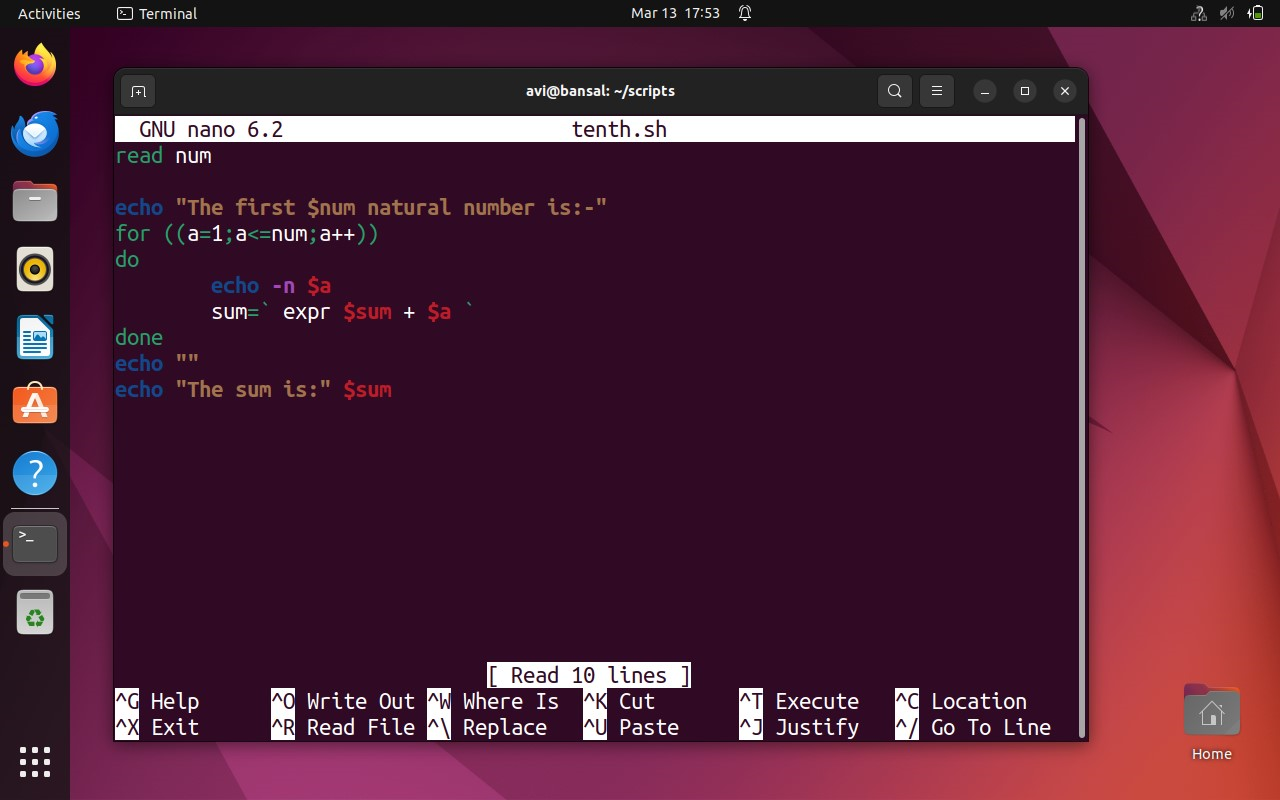 Activities Terminal Mar 13 17:53
avi@bansal: ~/scripts
GNU nano 6.2 tenth.sh
read num
echo "The first $num natural number is:-"
for ((a=1;a<=num;a++))
do
echo -n $a
sum=` expr $sum + $a `
done
echo ""
echo "The sum is:" $sum
[ Read 10 lines ]
^G Help ^O Write Out ^W Where Is ^K Cut ^T Execute ^C Location
^X Exit ^R Read File ^\ Replace ^U Paste ^J Justify ^/ Go To Line
Home